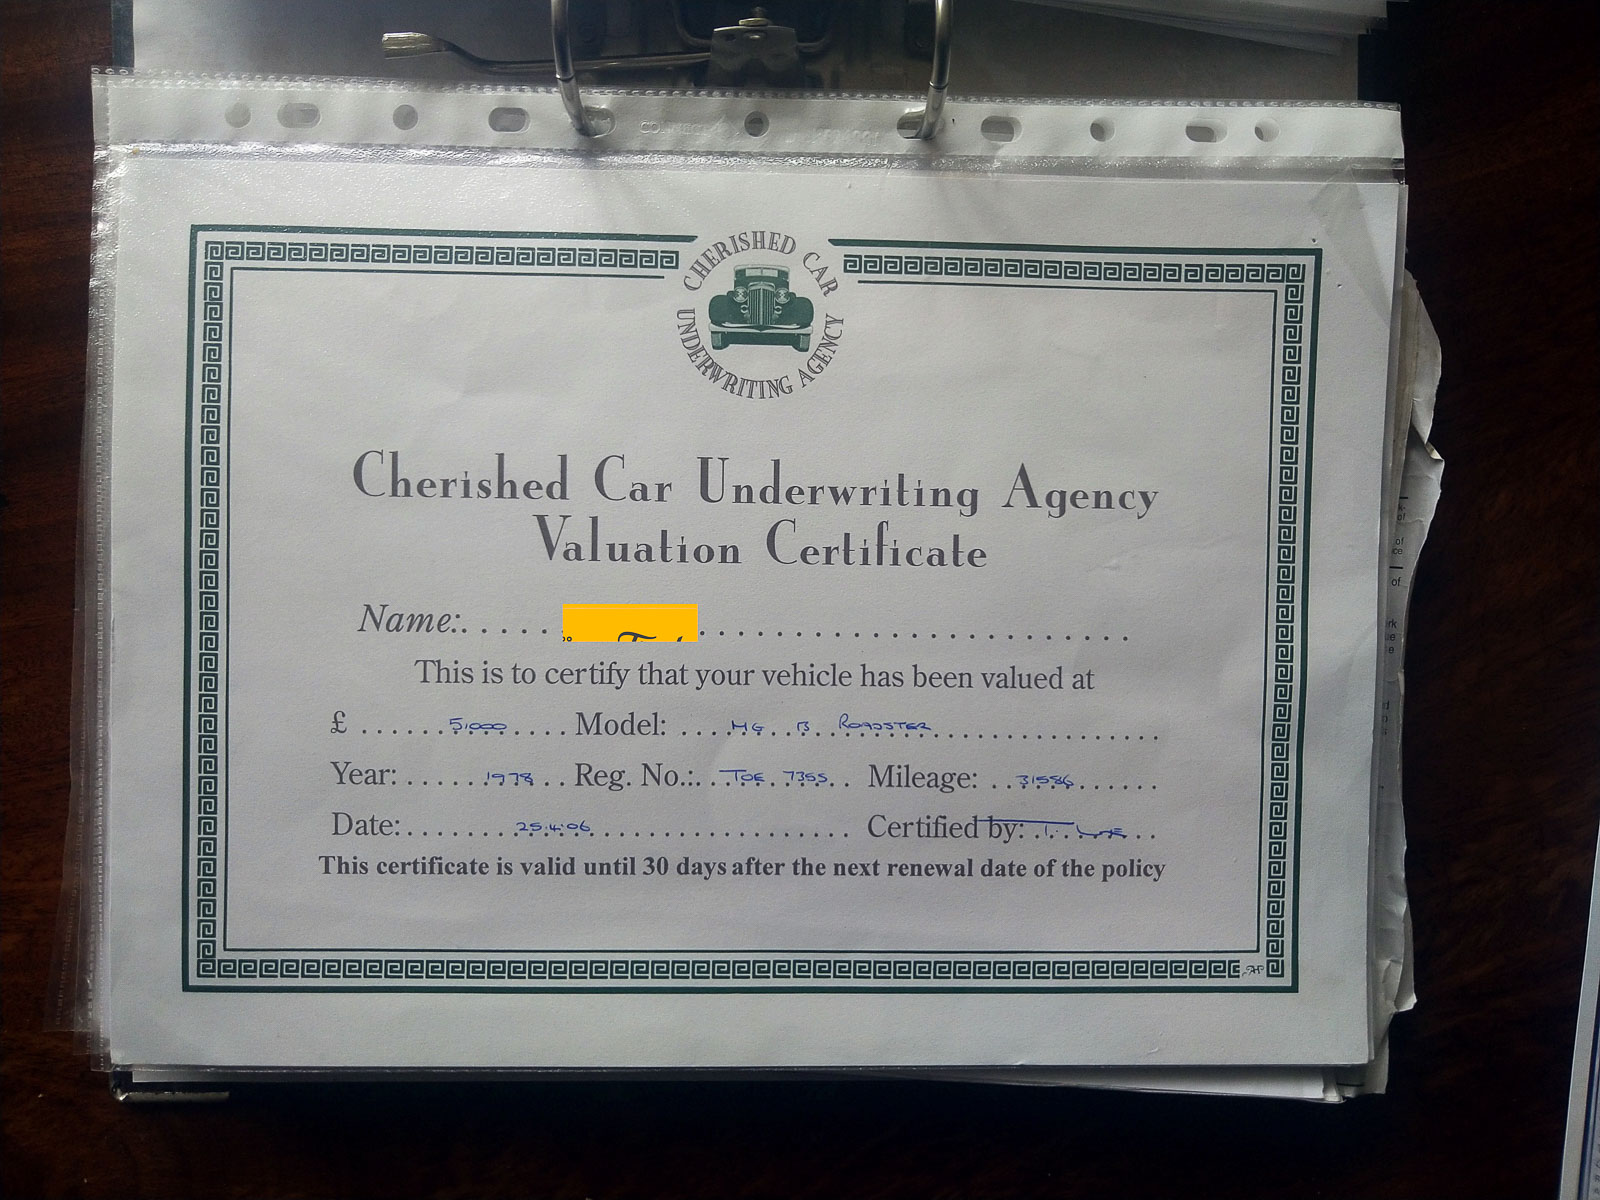 CHERISHED CAR
UNDERWRITING AGENCY
Cherished Car Underwriting Agency
Valuation Certificate
Name:
This is to certify that your vehicle has been valued at
£ 5,000 Model: MG B ROADSTER
Year: 1978 Reg. No.: TOE 735S Mileage: 31586
Date: 25.4.06 Certified by:
This certificate is valid until 30 days after the next renewal date of the policy